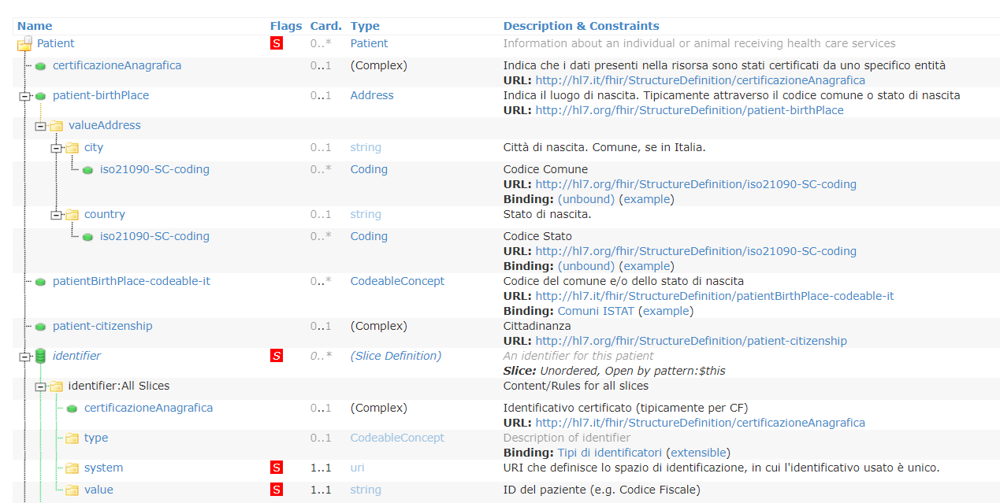 Name Flags Card. Type Description & Constraints
Patient S 0..* Patient Information about an individual or animal receiving health care services
certificazioneAnagrafica 0..1 (Complex) Indica che i dati presenti nella risorsa sono stati certificati da uno specifico entità
URL: http://hl7.it/fhir/StructureDefinition/certificazioneAnagrafica
patient-birthPlace 0..1 Address Indica il luogo di nascita. Tipicamente attraverso il codice comune o stato di nascita
URL: http://hl7.org/fhir/StructureDefinition/patient-birthPlace
valueAddress
city 0..1 string Città di nascita. Comune, se in Italia.
iso21090-SC-coding 0..* Coding Codice Comune
URL: http://hl7.org/fhir/StructureDefinition/iso21090-SC-coding
Binding: (unbound) (example)
country 0..1 string Stato di nascita.
iso21090-SC-coding 0..* Coding Codice Stato
URL: http://hl7.org/fhir/StructureDefinition/iso21090-SC-coding
Binding: (unbound) (example)
patientBirthPlace-codeable-it 0..* CodeableConcept Codice del comune e/o dello stato di nascita
URL: http://hl7.it/fhir/StructureDefinition/patientBirthPlace-codeable-it
Binding: Comuni ISTAT (example)
patient-citizenship 0..1 (Complex) Cittadinanza
URL: http://hl7.org/fhir/StructureDefinition/patient-citizenship
identifier S 0..* (Slice Definition) An identifier for this patient
Slice: Unordered, Open by pattern:$this
identifier:All Slices Content/Rules for all slices
certificazioneAnagrafica 0..1 (Complex) Identificativo certificato (tipicamente per CF)
URL: http://hl7.it/fhir/StructureDefinition/certificazioneAnagrafica
type 0..1 CodeableConcept Description of identifier
Binding: Tipi di identificatori (extensible)
system S 1..1 uri URI che definisce lo spazio di identificazione, in cui l'identificativo usato è unico.
value S 1..1 string ID del paziente (e.g. Codice Fiscale)